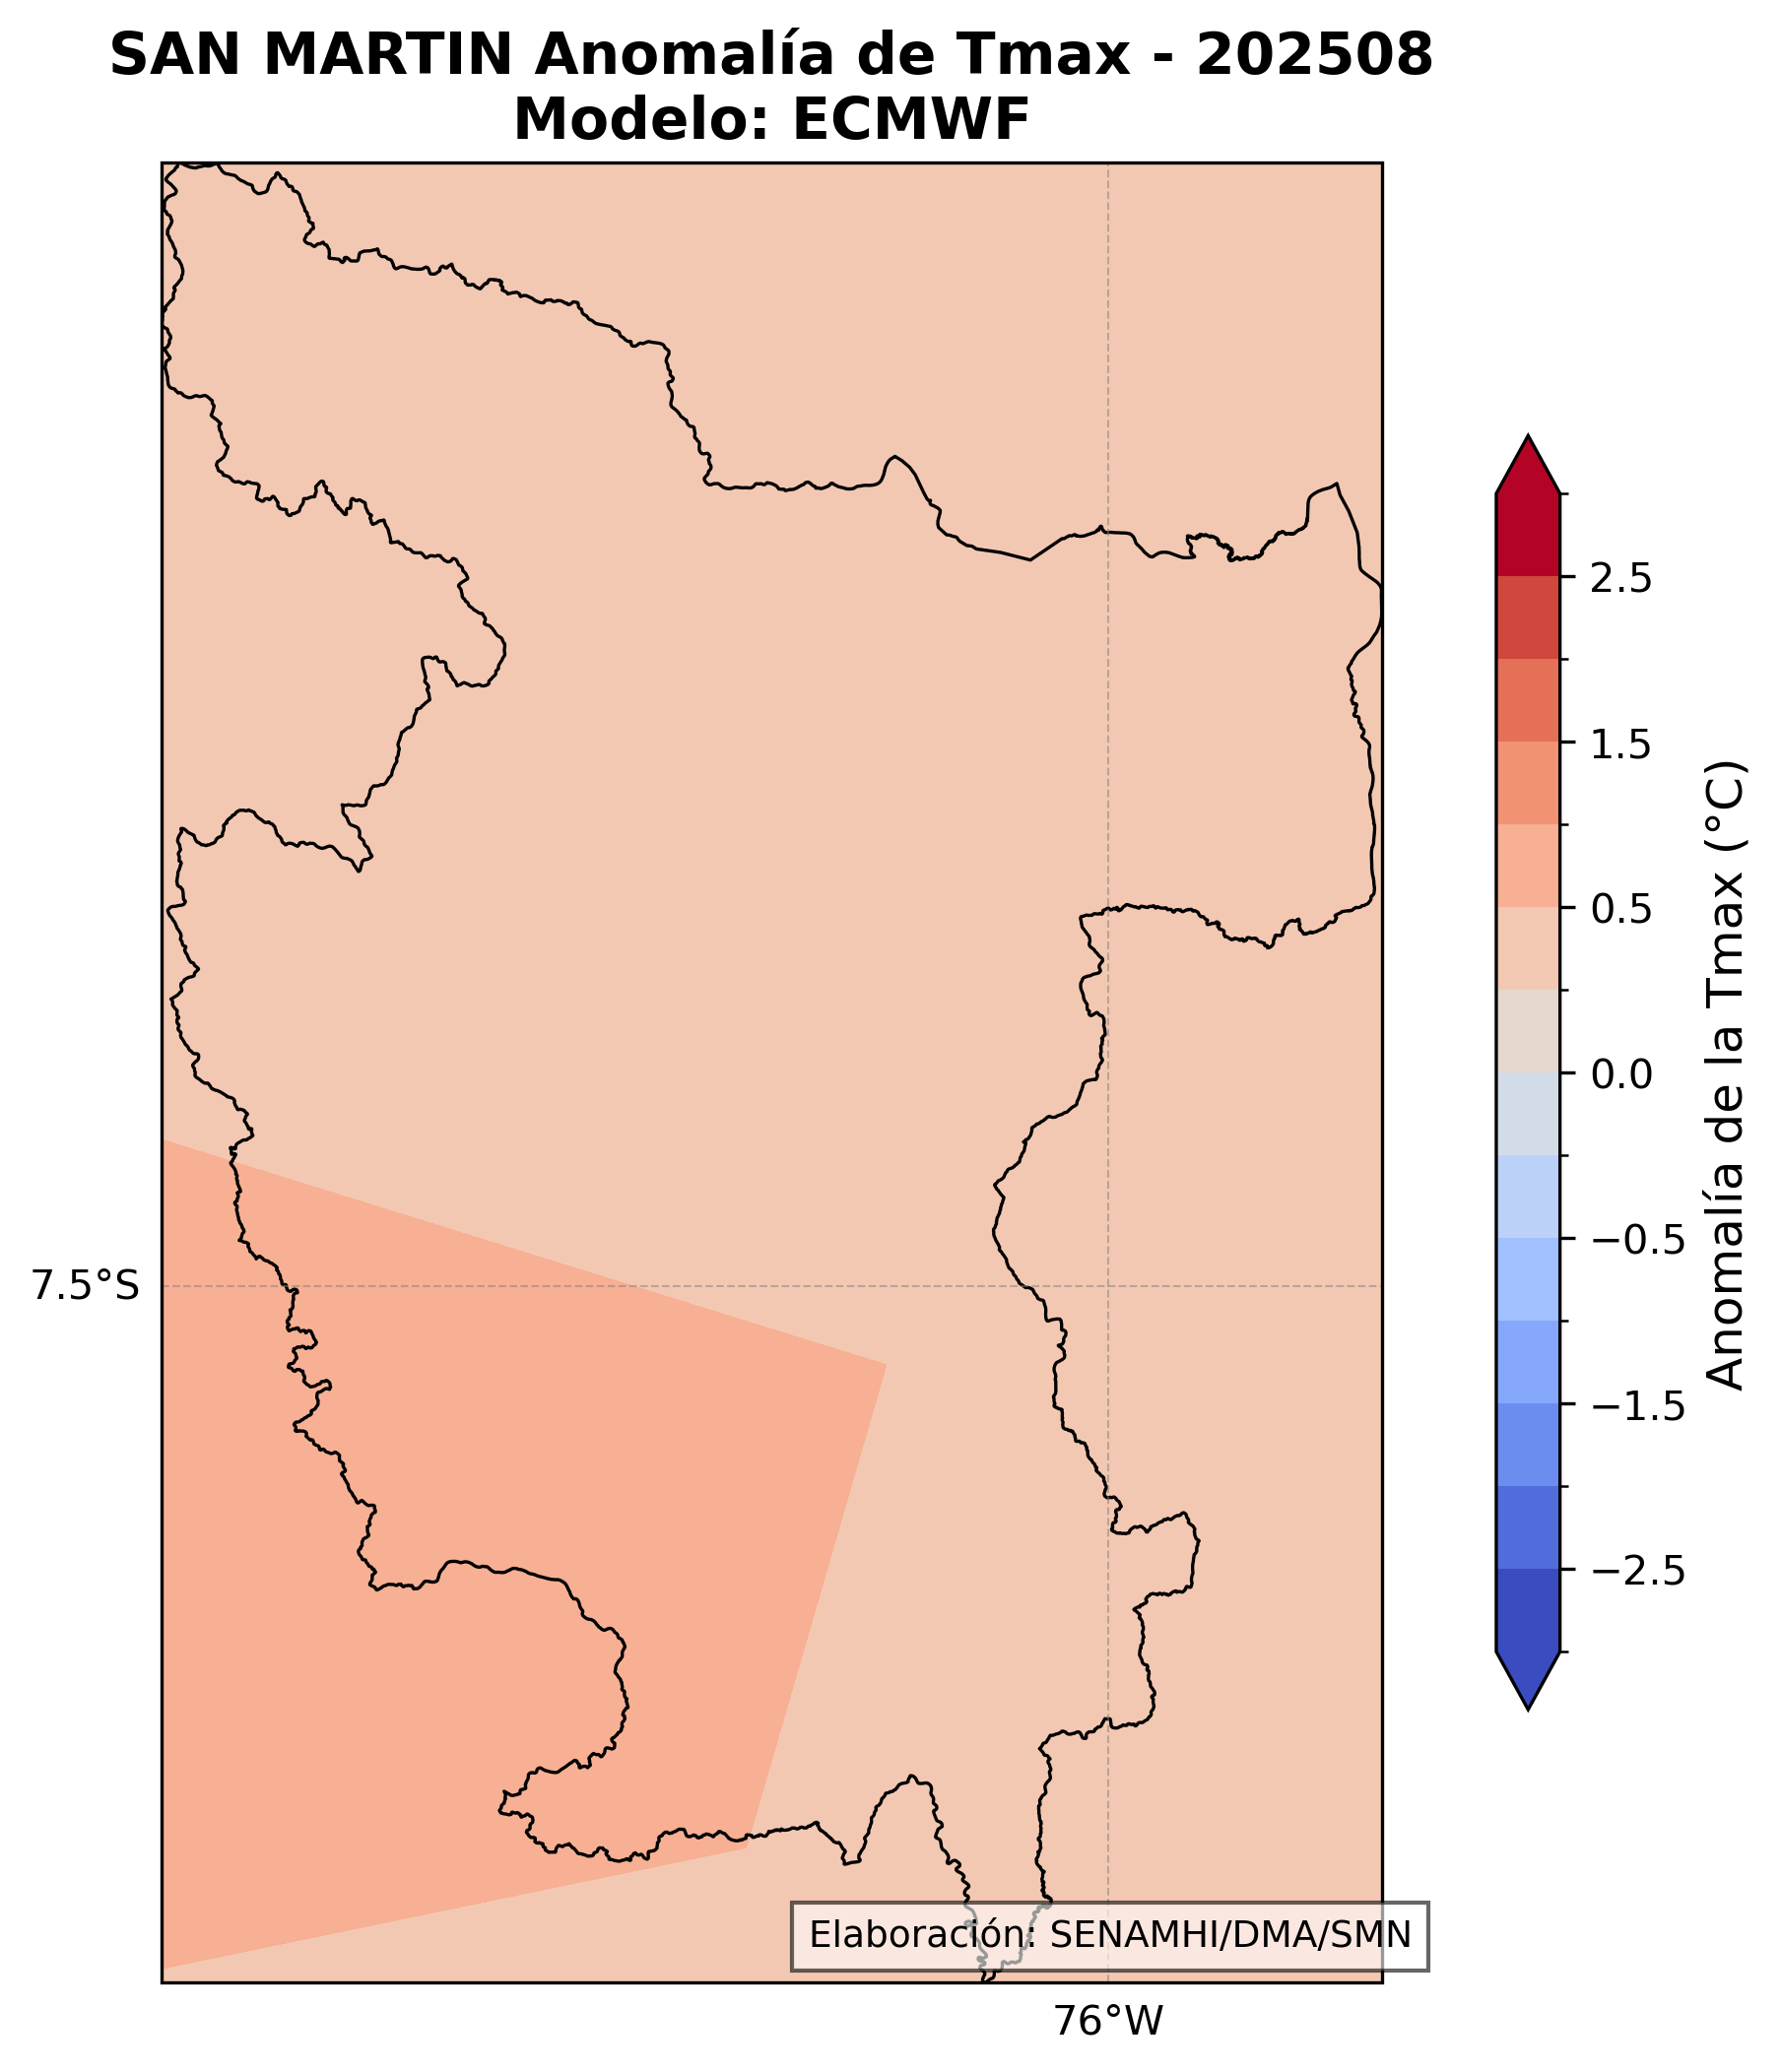 SAN MARTIN Anomalía de Tmax - 202508
Modelo: ECMWF
2.5
1.5
0.5
0.0
−0.5
−1.5
−2.5
Anomalía de la Tmax (°C)
7.5°S
Elaboración: SENAMHI/DMA/SMN
76°W